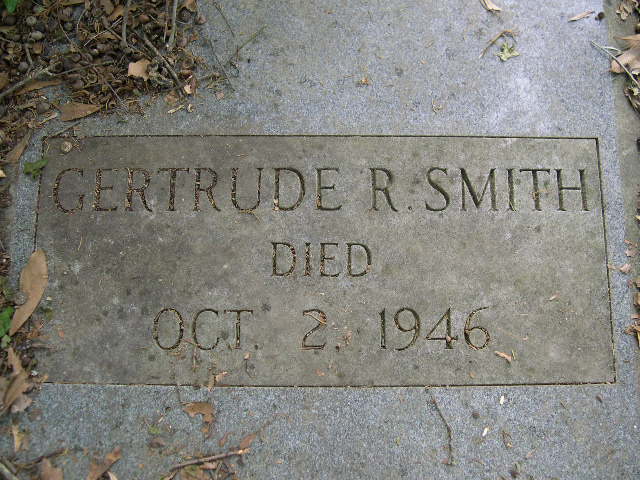 GERTRUDE R. SMITH
DIED
OCT. 2, 1946